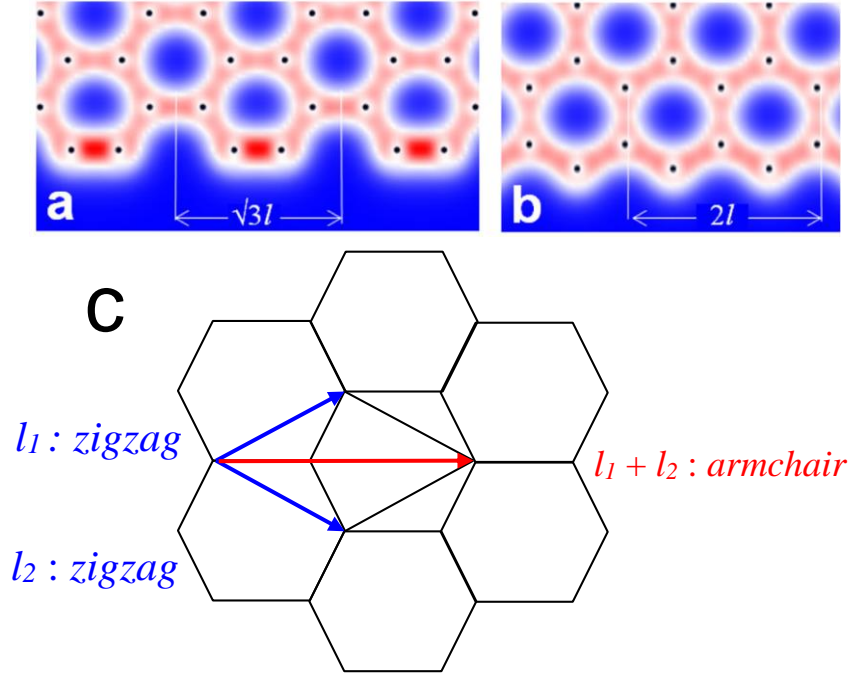 √3l
2l
a
b
c
l1 : zigzag
l1 + l2 : armchair
l2 : zigzag